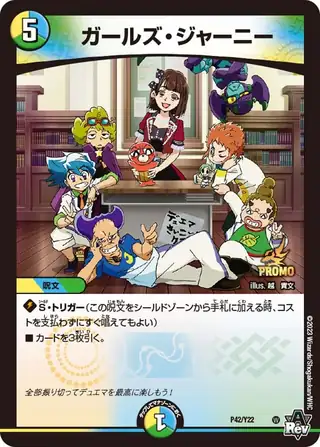 5
ガールズ・ジャーニー
デュエマ
PROMO
illus. 越 貴文
呪文
S・トリガー(この呪文をシールドゾーンから手札に加える時、コス
トを支払わずにすぐ唱えてもよい)
■カードを3枚引く。
全部振り切ってデュエマを最高に楽しもう!
1
P42/Y22
Rev
©2023 Wizards/Shogakukan/WHC